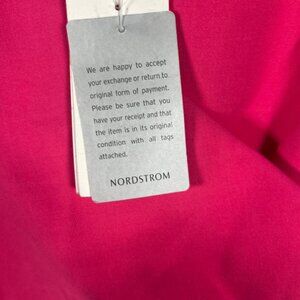 We are happy to accept
your exchange or return to
original form of payment.
Please be sure that you
have your receipt and that
the item is in its original
condition with all tags
attached.
NORDSTROM